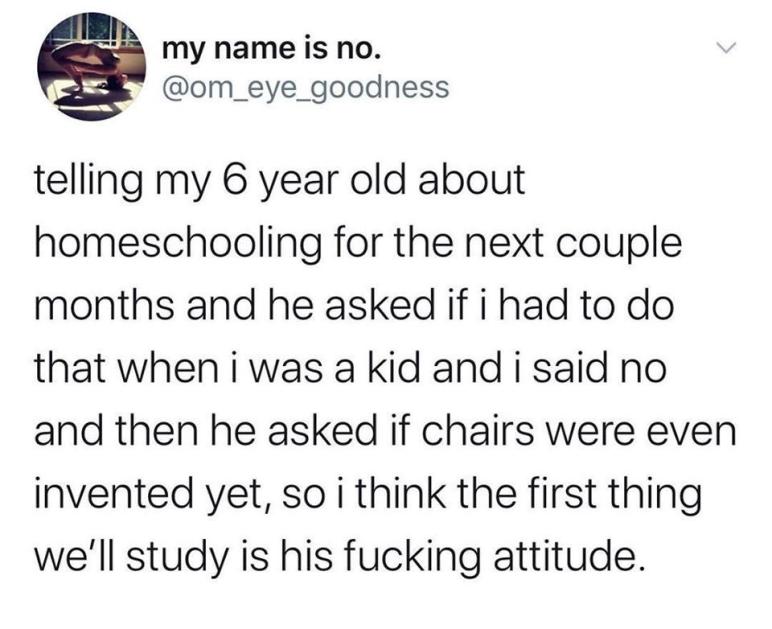 my name is no.
@om_eye_goodness
telling my 6 year old about
homeschooling for the next couple
months and he asked if i had to do
that when i was a kid and i said no
and then he asked if chairs were even
invented yet, so i think the first thing
we'll study is his fucking attitude.